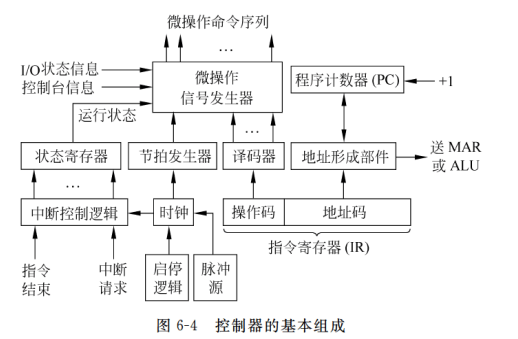 微操作命令序列
…
I/O状态信息
控制台信息
微操作
信号发生器
程序计数器(PC)
+1
运行状态
…
状态寄存器
节拍发生器
译码器
地址形成部件
送 MAR
或 ALU
…
中断控制逻辑
时钟
操作码
地址码
指令寄存器(IR)
指令
结束
中断
请求
启停
逻辑
脉冲
源
图 6-4 控制器的基本组成